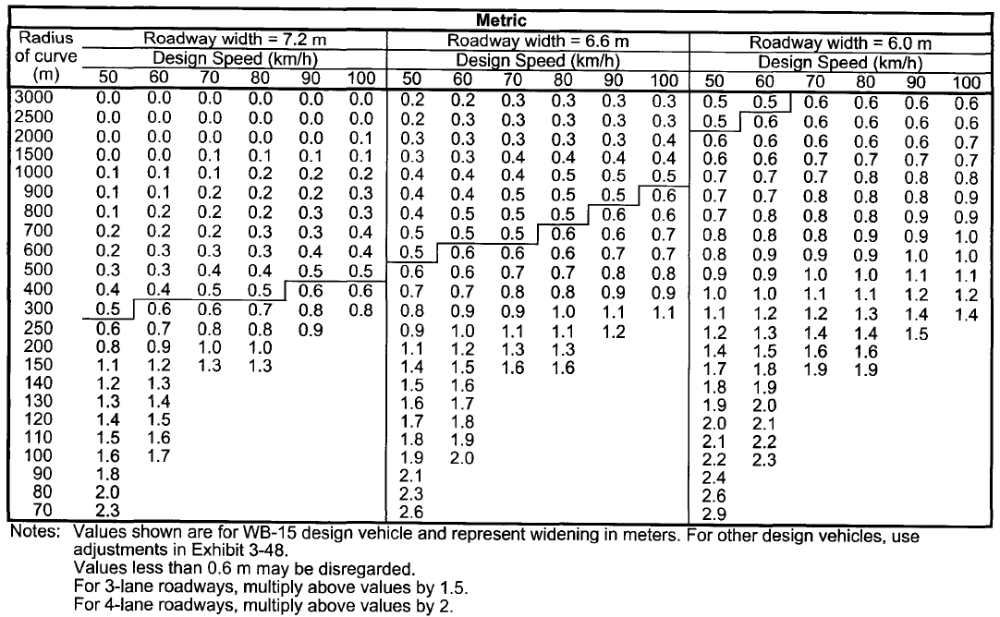 Metric
Radius of curve (m) Roadway width = 7.2 m Roadway width = 6.6 m Roadway width = 6.0 m
Design Speed (km/h) Design Speed (km/h) Design Speed (km/h)
50 60 70 80 90 100 50 60 70 80 90 100 50 60 70 80 90 100
3000 0.0 0.0 0.0 0.0 0.0 0.0 0.2 0.2 0.3 0.3 0.3 0.3 0.5 0.5 0.6 0.6 0.6 0.6
2500 0.0 0.0 0.0 0.0 0.0 0.0 0.2 0.3 0.3 0.3 0.3 0.3 0.5 0.6 0.6 0.6 0.6 0.6
2000 0.0 0.0 0.0 0.0 0.0 0.1 0.3 0.3 0.3 0.3 0.3 0.4 0.6 0.6 0.6 0.6 0.6 0.7
1500 0.0 0.0 0.1 0.1 0.1 0.1 0.3 0.3 0.4 0.4 0.4 0.4 0.6 0.6 0.7 0.7 0.7 0.7
1000 0.1 0.1 0.1 0.2 0.2 0.2 0.4 0.4 0.4 0.5 0.5 0.5 0.7 0.7 0.7 0.8 0.8 0.8
900 0.1 0.1 0.2 0.2 0.2 0.3 0.4 0.4 0.5 0.5 0.5 0.6 0.7 0.7 0.8 0.8 0.8 0.9
800 0.1 0.2 0.2 0.2 0.3 0.3 0.4 0.5 0.5 0.5 0.6 0.6 0.7 0.8 0.8 0.8 0.9 0.9
700 0.2 0.2 0.2 0.3 0.3 0.4 0.5 0.5 0.5 0.6 0.6 0.7 0.8 0.8 0.8 0.9 0.9 1.0
600 0.2 0.3 0.3 0.3 0.4 0.4 0.5 0.6 0.6 0.6 0.7 0.7 0.8 0.9 0.9 0.9 1.0 1.0
500 0.3 0.3 0.4 0.4 0.5 0.5 0.6 0.6 0.7 0.7 0.8 0.8 0.9 0.9 1.0 1.0 1.1 1.1
400 0.4 0.4 0.5 0.5 0.6 0.6 0.7 0.7 0.8 0.8 0.9 0.9 1.0 1.0 1.1 1.1 1.2 1.2
300 0.5 0.6 0.6 0.7 0.8 0.8 0.8 0.9 0.9 1.0 1.1 1.1 1.1 1.2 1.2 1.3 1.4 1.4
250 0.6 0.7 0.8 0.8 0.9 0.9 1.0 1.1 1.1 1.2 1.2 1.3 1.4 1.4 1.5
200 0.8 0.9 1.0 1.0 1.1 1.2 1.3 1.3 1.4 1.5 1.6 1.6
150 1.1 1.2 1.3 1.3 1.4 1.5 1.6 1.6 1.7 1.8 1.9 1.9
140 1.2 1.3 1.5 1.6 1.8 1.9
130 1.3 1.4 1.6 1.7 1.9 2.0
120 1.4 1.5 1.7 1.8 2.0 2.1
110 1.5 1.6 1.8 1.9 2.1 2.2
100 1.6 1.7 1.9 2.0 2.2 2.3
90 1.8 2.1 2.4
80 2.0 2.3 2.6
70 2.3 2.6 2.9
Notes: Values shown are for WB-15 design vehicle and represent widening in meters. For other design vehicles, use
adjustments in Exhibit 3-48.
Values less than 0.6 m may be disregarded.
For 3-lane roadways, multiply above values by 1.5.
For 4-lane roadways, multiply above values by 2.